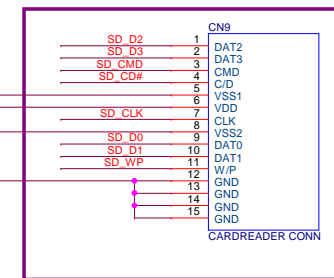 CN9
SD_D2 1 DAT2
SD_D3 2 DAT3
SD_CMD 3 CMD
SD_CD# 4 C/D
5 VSS1
6 VDD
SD_CLK 7 CLK
8 VSS2
SD_D0 9 DAT0
SD_D1 10 DAT1
SD_WP 11 W/P
12 GND
13 GND
14 GND
15 GND
CARDREADER CONN